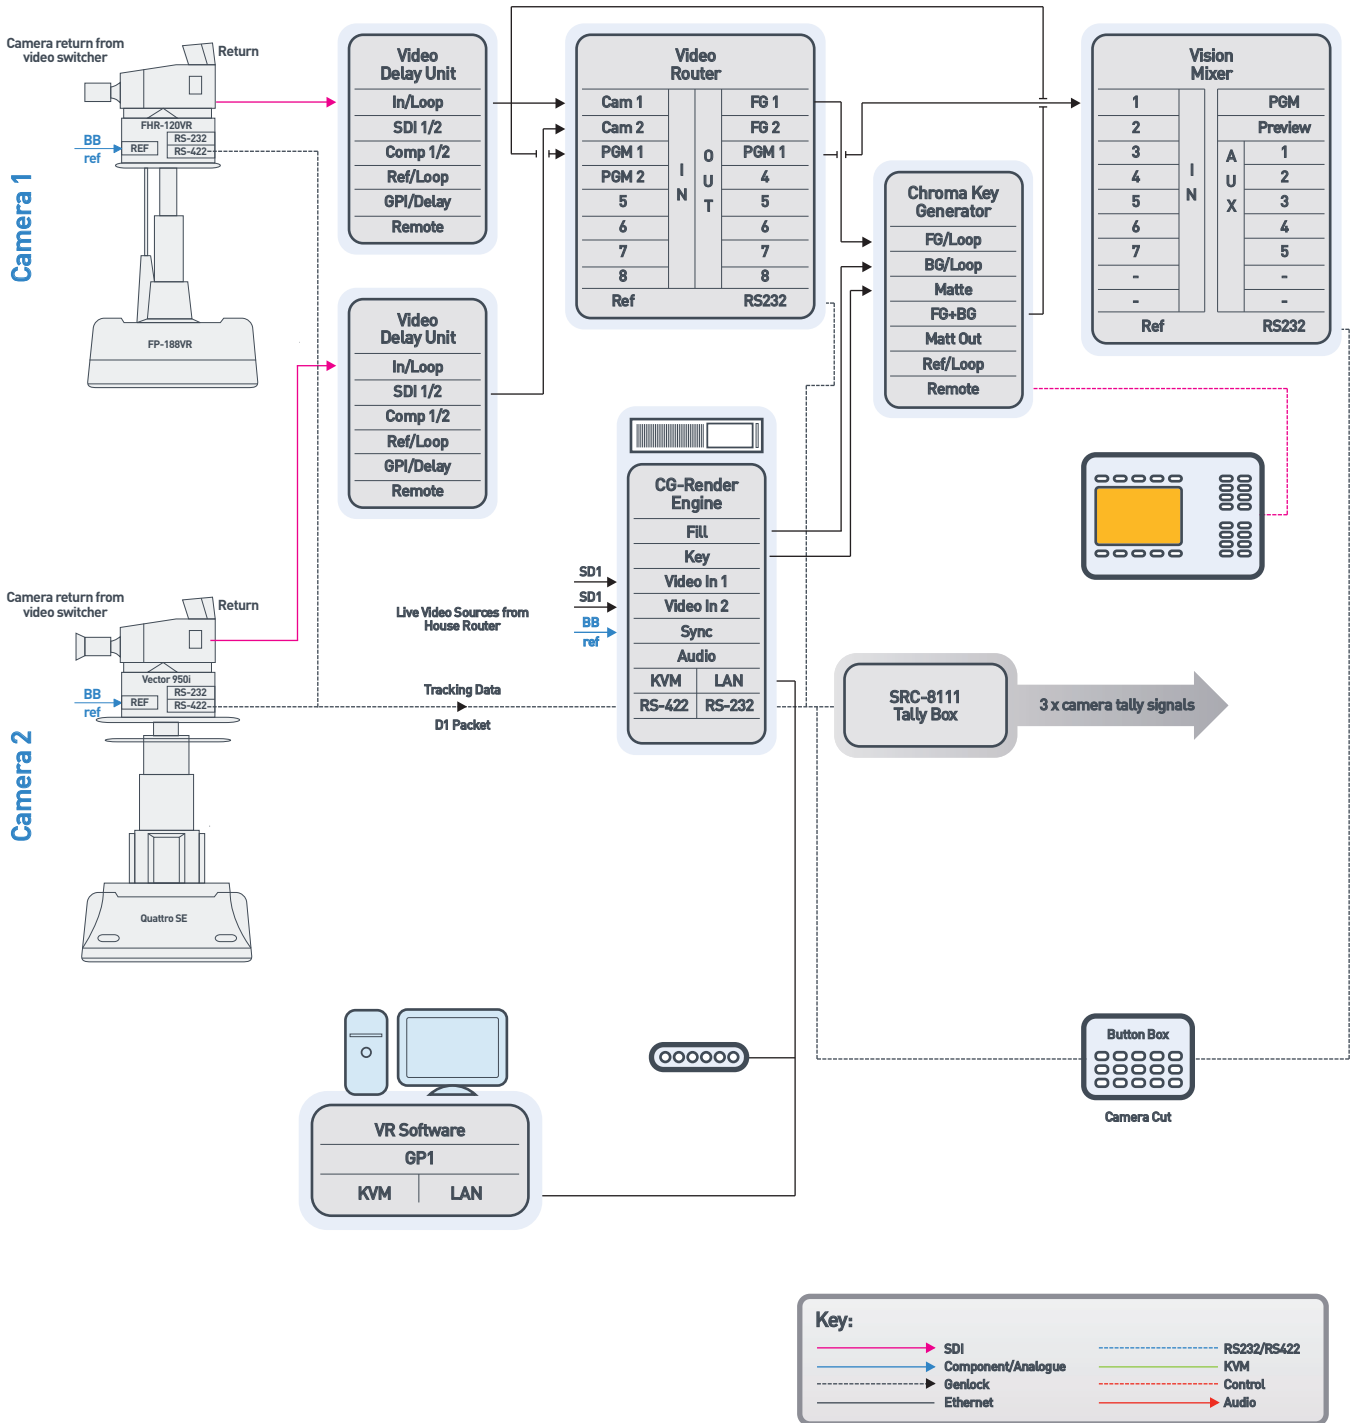 Camera return from
video switcher
Return
FHR-120VR
RS-232
RS-422
REF
BB
ref
Camera 1
FP-188VR
Video
Delay Unit
In/Loop
SDI 1/2
Comp 1/2
Ref/Loop
GPI/Delay
Remote
Video
Router
Cam 1
Cam 2
PGM 1
PGM 2
5
6
7
8
Ref
IN
OUT
FG 1
FG 2
PGM 1
4
5
6
7
8
RS232
Chroma Key
Generator
FG/Loop
BG/Loop
Matte
FG+BG
Matt Out
Ref/Loop
Remote
Vision
Mixer
1
2
3
4
5
6
7
-
-
Ref
IN
PGM
Preview
AUX
1
2
3
4
5
-
-
RS232
Video
Delay Unit
In/Loop
SDI 1/2
Comp 1/2
Ref/Loop
GPI/Delay
Remote
CG-Render
Engine
Fill
Key
Video In 1
Video In 2
Sync
Audio
KVM LAN
RS-422 RS-232
SD1
SD1
BB
ref
Live Video Sources from
House Router
Camera return from
video switcher
Return
Vector 950i
RS-232
RS-422
REF
BB
ref
Camera 2
Quattro SE
Tracking Data
D1 Packet
SRC-8111
Tally Box
3 x camera tally signals
Button Box
Camera Cut
VR Software
GP1
KVM LAN
Key:
SDI
Component/Analogue
Genlock
Ethernet
RS232/RS422
KVM
Control
Audio